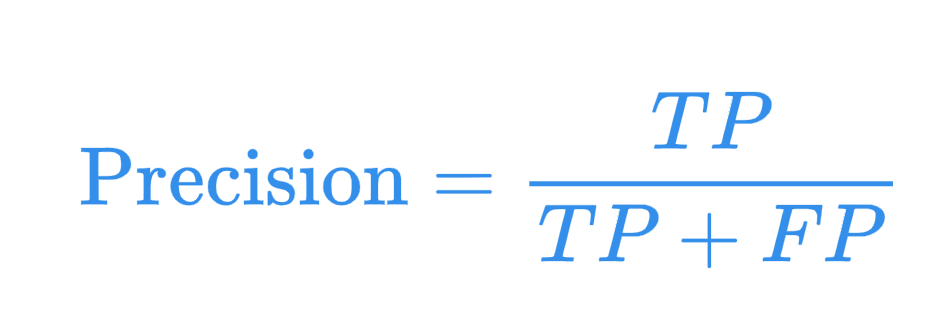 Precision = TP / TP + FP